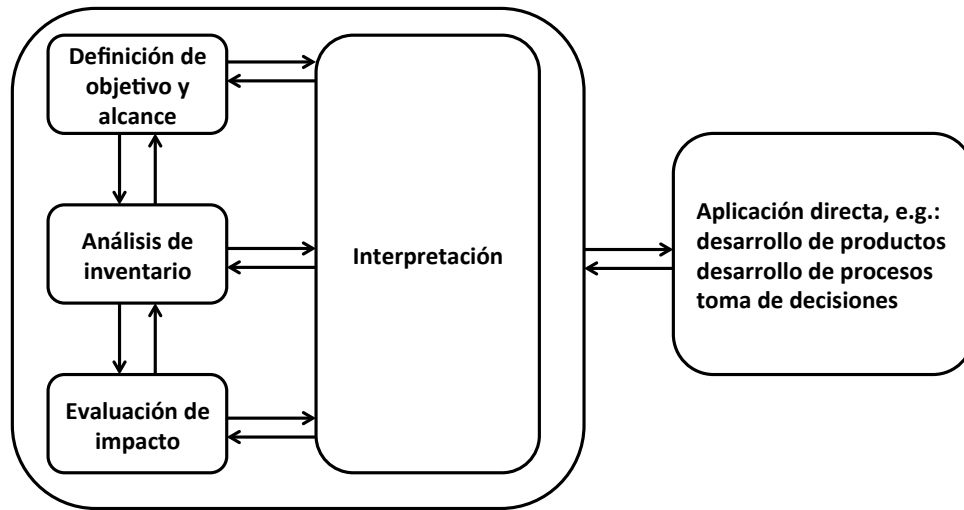 Definición de
objetivo y
alcance
Análisis de
inventario
Evaluación de
impacto
Interpretación
Aplicación directa, e.g.:
desarrollo de productos
desarrollo de procesos
toma de decisiones